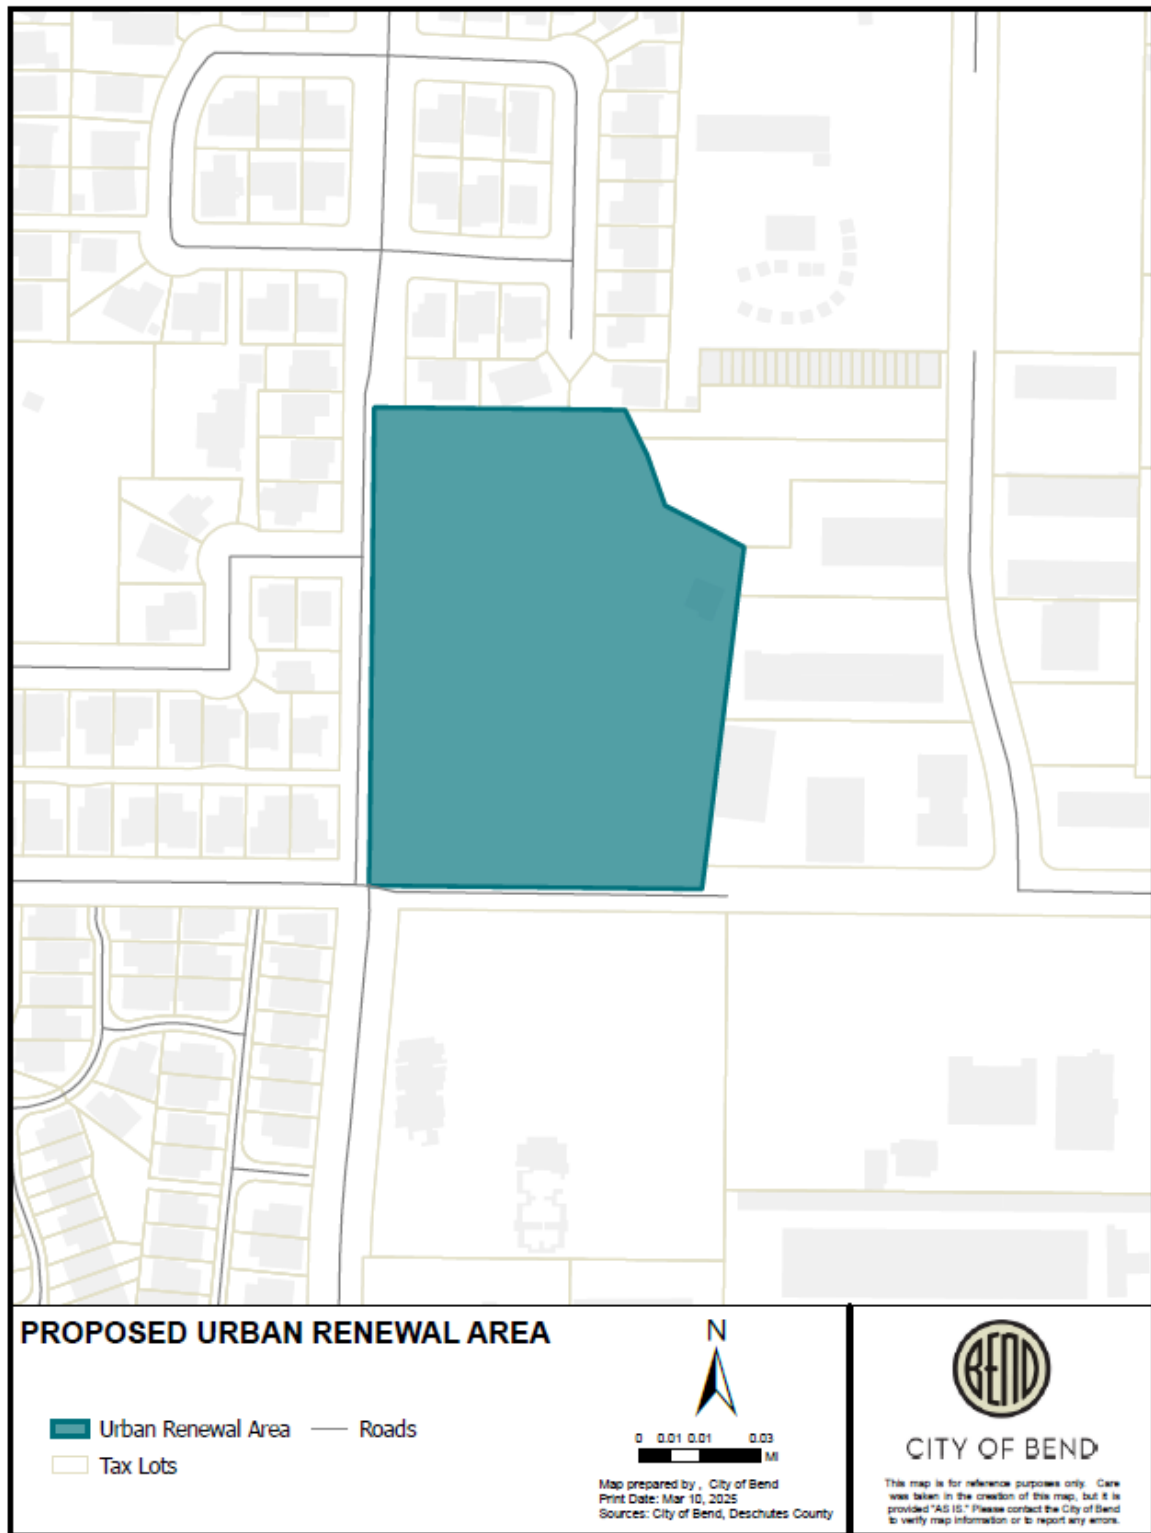 PROPOSED URBAN RENEWAL AREA
Urban Renewal Area
Roads
Tax Lots
N
0 0.01 0.01 0.03
MI
Map prepared by , City of Bend
Print Date: Mar 10, 2025
Sources: City of Bend, Deschutes County
BEND
CITY OF BEND
This map is for reference purposes only. Care
was taken in the creation of this map, but it is
provided "AS IS." Please contact the City of Bend
to verify map information or to report any errors.